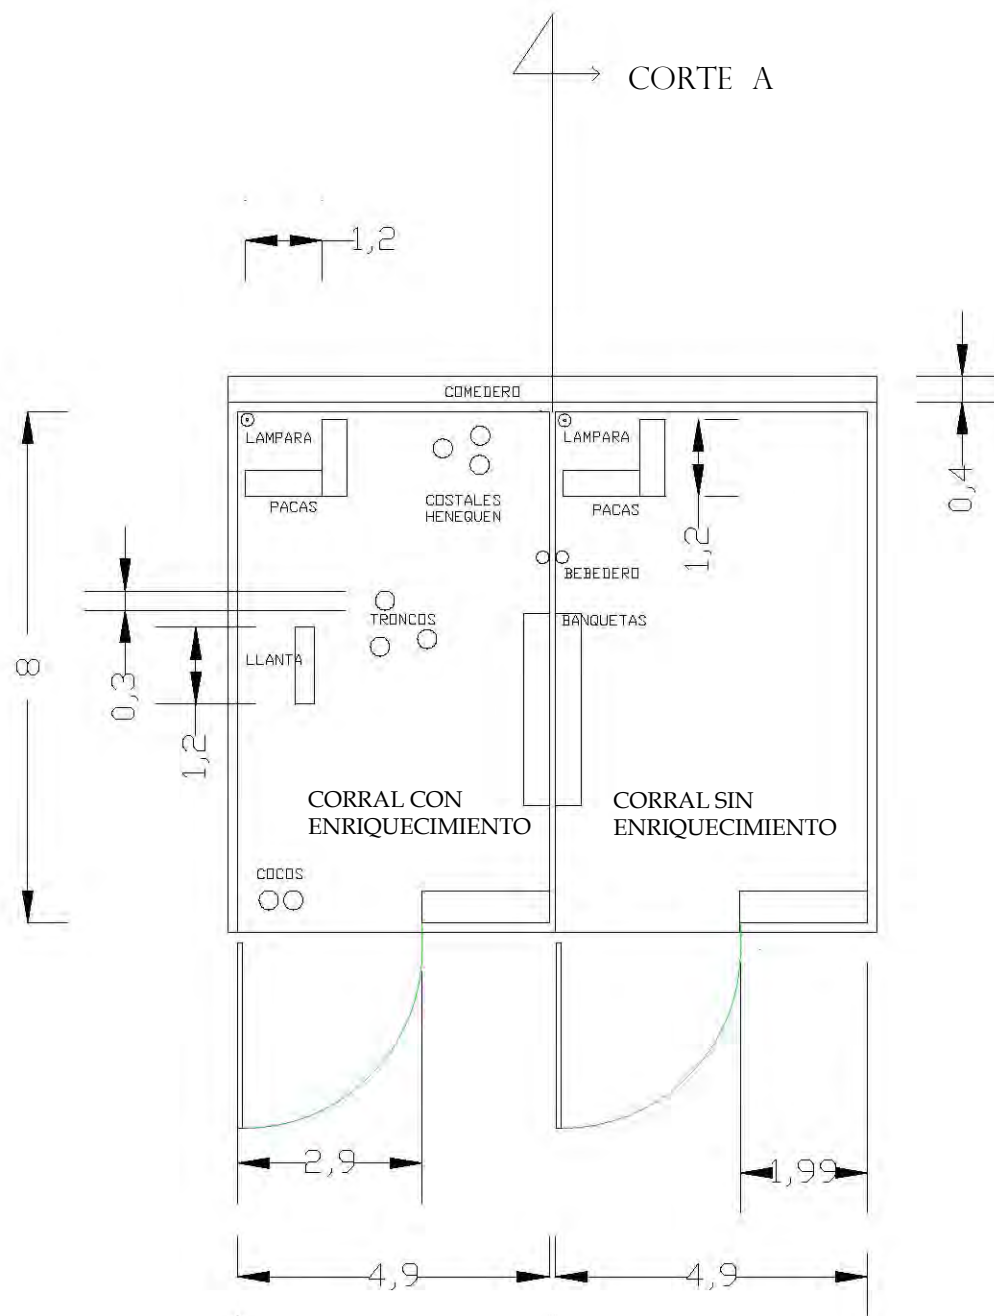 CORTE A
1,2
COMEDERO
LAMPARA
LAMPARA
COSTALES
HENEQUEN
PACAS
PACAS
1,2
0,4
BEBEDERO
TRONCOS
BANQUETAS
LLANTA
8
0,3
1,2
CORRAL CON
ENRIQUECIMIENTO
CORRAL SIN
ENRIQUECIMIENTO
COCOS
2,9
1,99
4,9
4,9